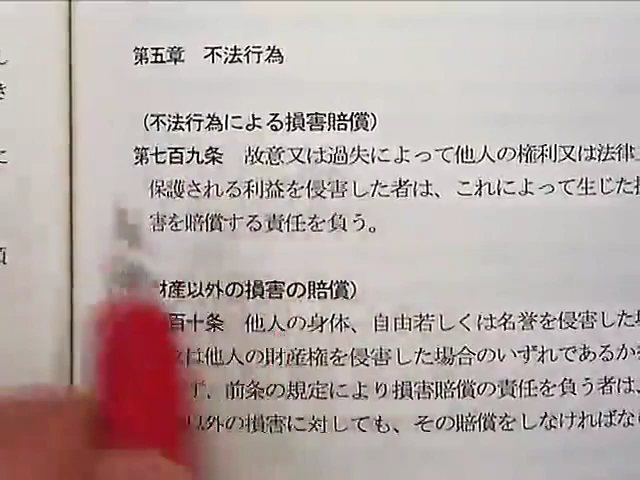 第五章 不法行為
(不法行為による損害賠償)
第七百九条 故意又は過失によって他人の権利又は法律
保護される利益を侵害した者は、これによって生じた
害を賠償する責任を負う。
財産以外の損害の賠償)
百十条 他人の身体、自由若しくは名誉を侵害した
は他人の財産権を侵害した場合のいずれであるか
ず、前条の規定により損害賠償の責任を負う者は、
以外の損害に対しても、その賠償をしなければな